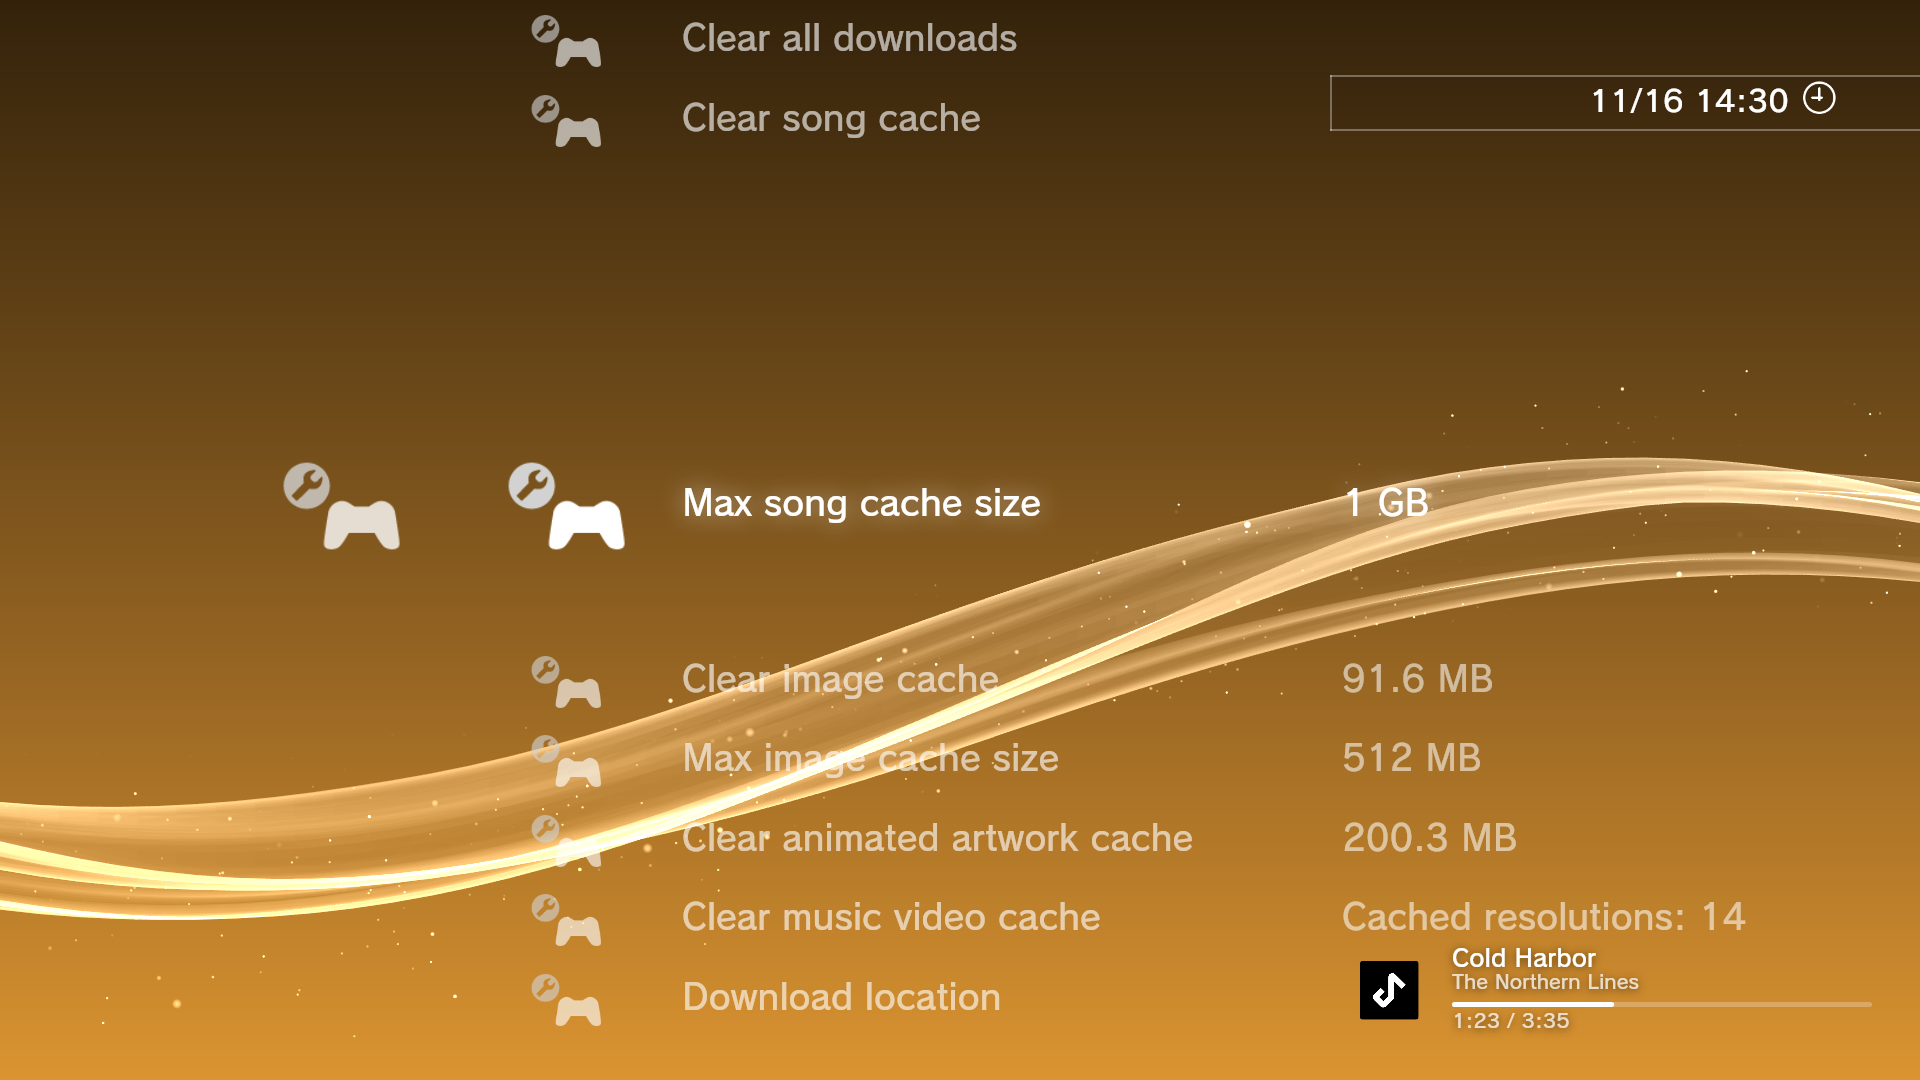 Clear all downloads
Clear song cache
11/16 14:30
Max song cache size 1 GB
Clear image cache 91.6 MB
Max image cache size 512 MB
Clear animated artwork cache 200.3 MB
Clear music video cache Cached resolutions: 14
Download location
Cold Harbor
The Northern Lines
1:23 / 3:35